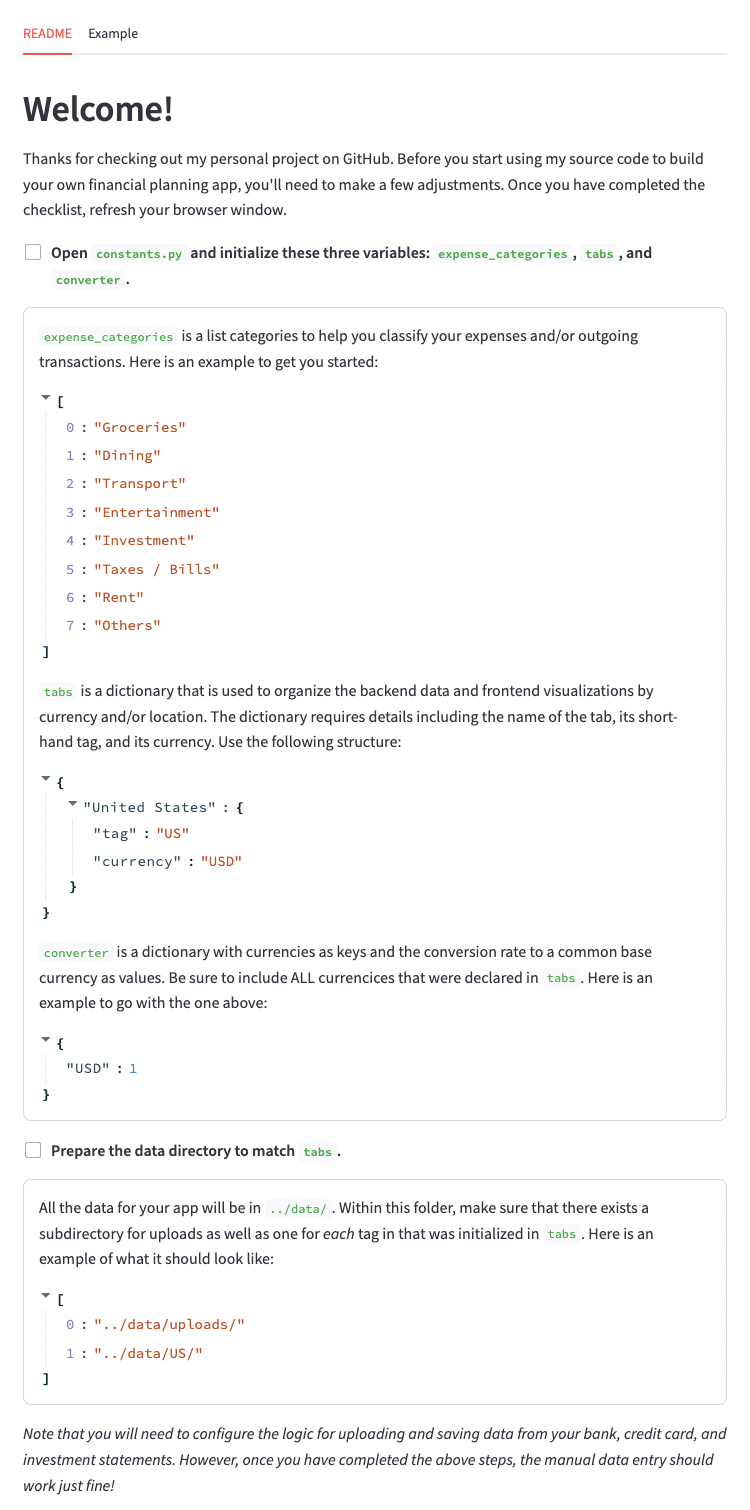 README Example
Welcome!
Thanks for checking out my personal project on GitHub. Before you start using my source code to build
your own financial planning app, you'll need to make a few adjustments. Once you have completed the
checklist, refresh your browser window.
Open constants.py and initialize these three variables: expense_categories , tabs , and
converter .
expense_categories is a list categories to help you classify your expenses and/or outgoing
transactions. Here is an example to get you started:
[
0 : "Groceries"
1 : "Dining"
2 : "Transport"
3 : "Entertainment"
4 : "Investment"
5 : "Taxes / Bills"
6 : "Rent"
7 : "Others"
]
tabs is a dictionary that is used to organize the backend data and frontend visualizations by
currency and/or location. The dictionary requires details including the name of the tab, its short-
hand tag, and its currency. Use the following structure:
{
"United States" : {
"tag" : "US"
"currency" : "USD"
}
}
converter is a dictionary with currencies as keys and the conversion rate to a common base
currency as values. Be sure to include ALL currencices that were declared in tabs . Here is an
example to go with the one above:
{
"USD" : 1
}
Prepare the data directory to match tabs .
All the data for your app will be in ../data/ . Within this folder, make sure that there exists a
subdirectory for uploads as well as one for each tag in that was initialized in tabs . Here is an
example of what it should look like:
[
0 : "../data/uploads/"
1 : "../data/US/"
]
Note that you will need to configure the logic for uploading and saving data from your bank, credit card, and
investment statements. However, once you have completed the above steps, the manual data entry should
work just fine!